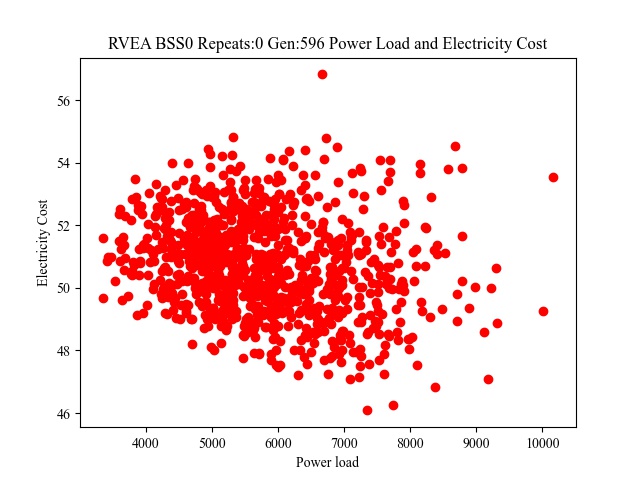 RVEA BSS0 Repeats:0 Gen:596 Power Load and Electricity Cost
56
54
52
50
48
46
Electricity Cost
4000 5000 6000 7000 8000 9000 10000
Power load